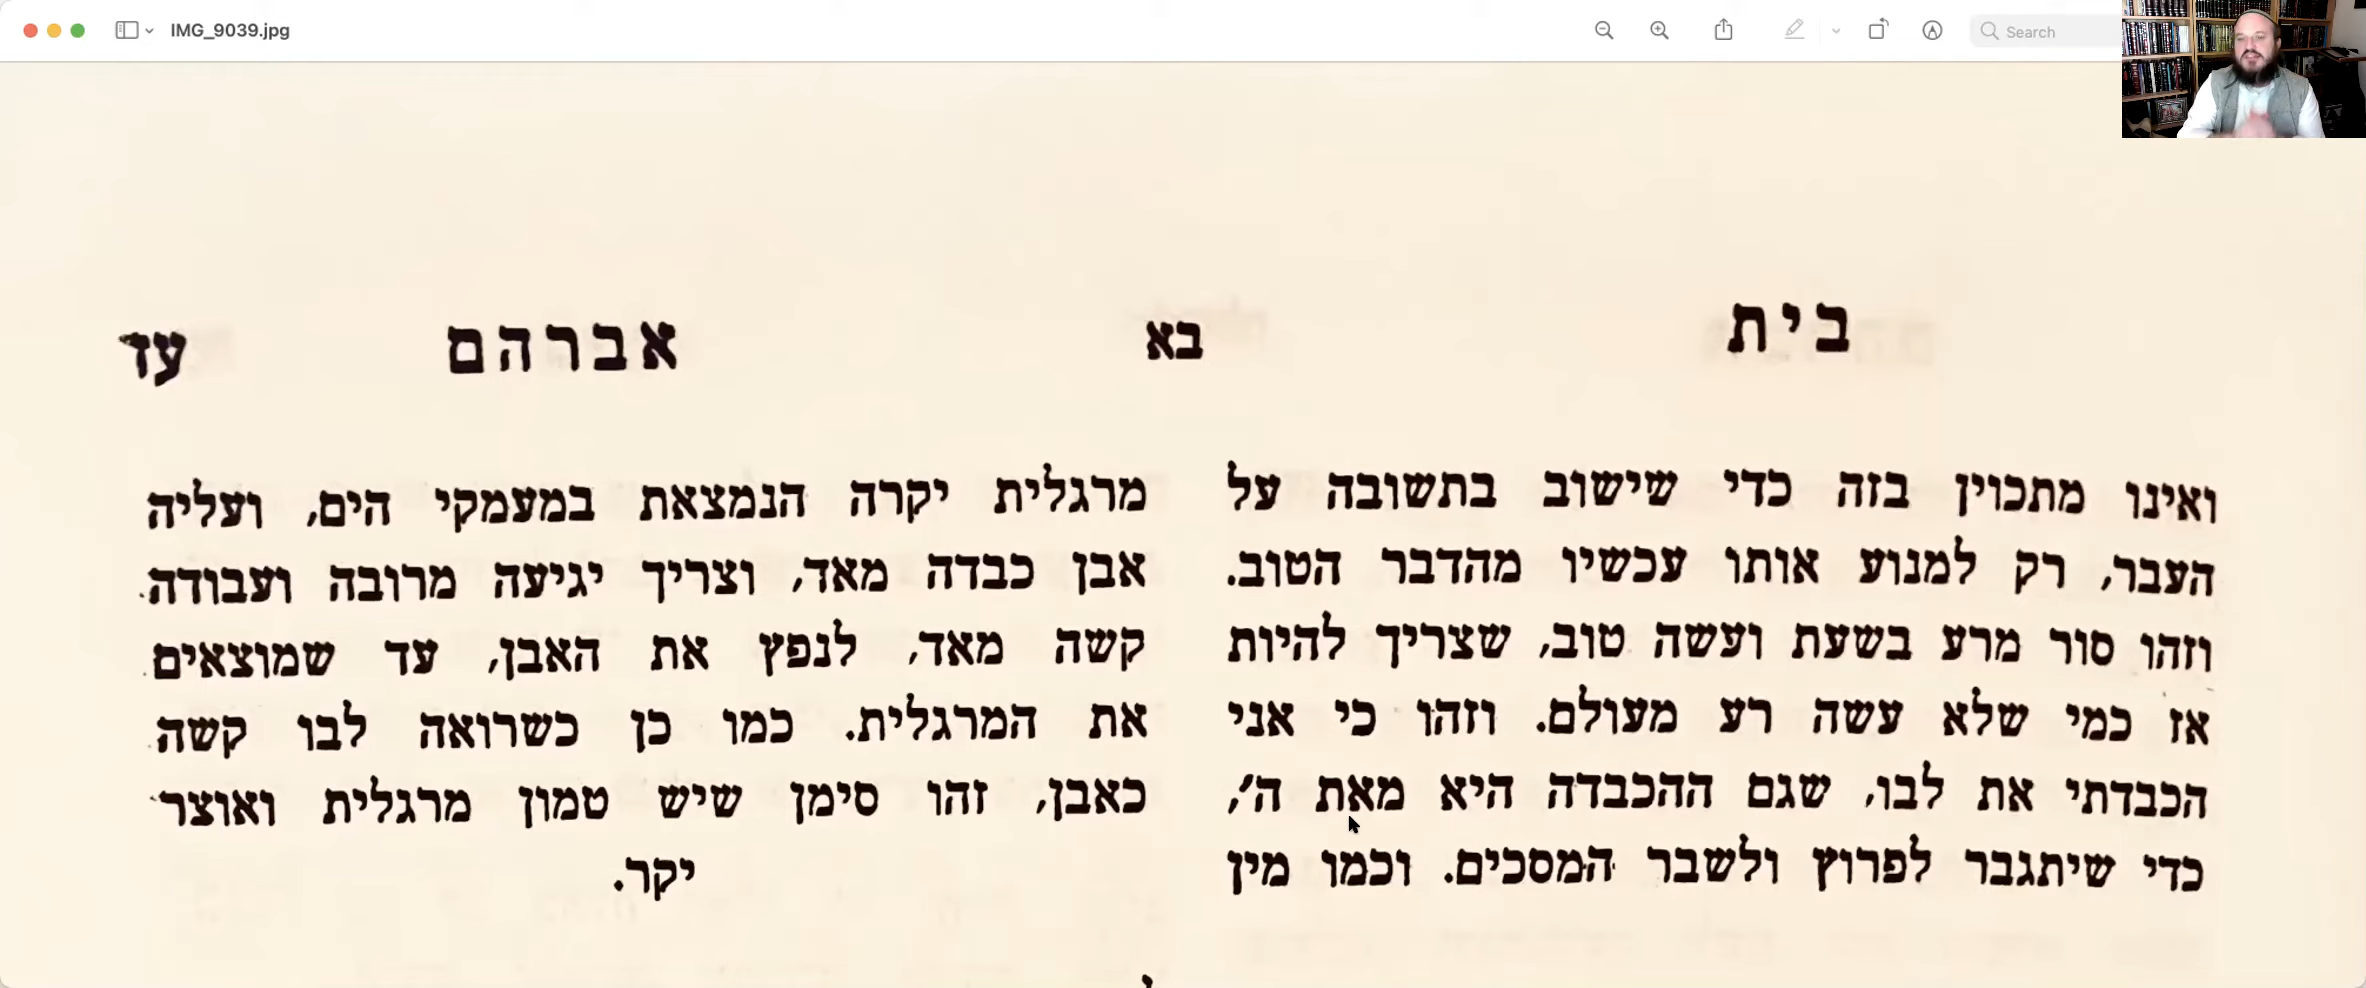 IMG_9039.jpg
Search
בית
בא
אברהם
עד
ואינו מתכוין בזה כדי שישוב בתשובה על
העבר, רק למנוע אותו עכשיו מהדבר הטוב.
וזהו סור מרע בשעת ועשה טוב, שצריך להיות
אז כמי שלא עשה רע מעולם. וזהו כי אני
הכבדתי את לבו, שגם ההכבדה היא מאת ה׳,
כדי שיתגבר לפרוץ ולשבר המסכים. וכמו מין
מרגלית יקרה הנמצאת במעמקי הים, ועליה
אבן כבדה מאד, וצריך יגיעה מרובה ועבודה
קשה מאד, לנפץ את האבן, עד שמוצאים
את המרגלית. כמו כן כשרואה לבו קשה
כאבן, זהו סימן שיש טמון מרגלית ואוצר
יקר.